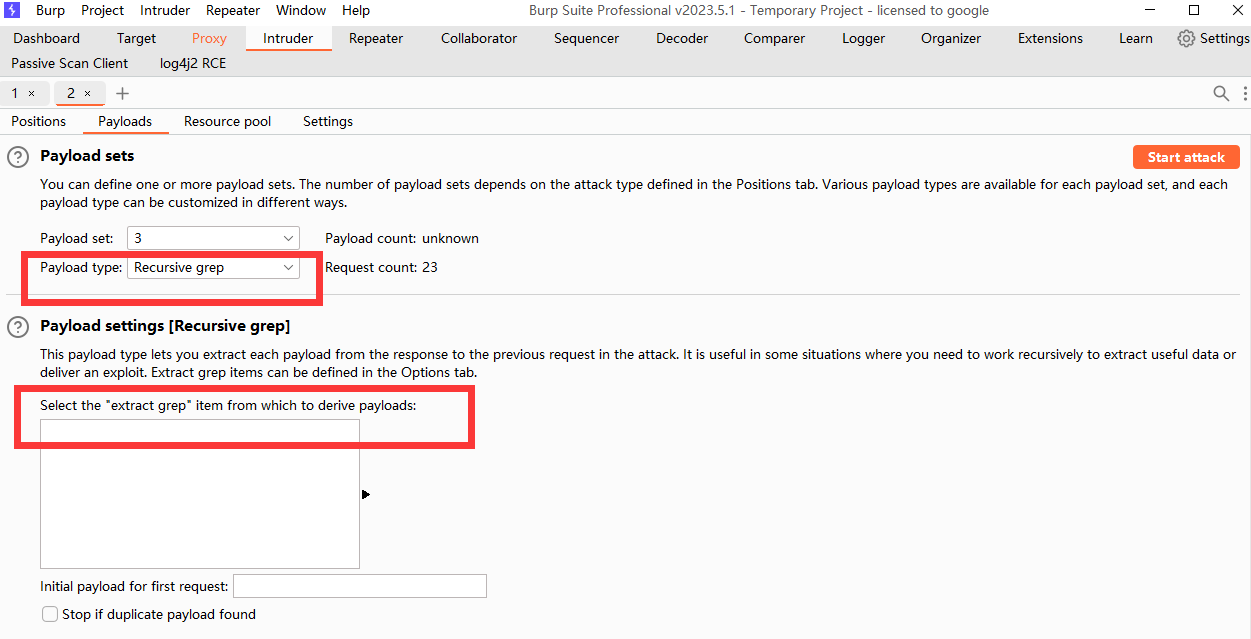 Burp Project Intruder Repeater Window Help Burp Suite Professional v2023.5.1 - Temporary Project - licensed to google
Dashboard Target Proxy Intruder Repeater Collaborator Sequencer Decoder Comparer Logger Organizer Extensions Learn Settings
Passive Scan Client log4j2 RCE
1 × 2 × +
Positions Payloads Resource pool Settings
? Payload sets Start attack
You can define one or more payload sets. The number of payload sets depends on the attack type defined in the Positions tab. Various payload types are available for each payload set, and each
payload type can be customized in different ways.
Payload set: 3 Payload count: unknown
Payload type: Recursive grep Request count: 23
? Payload settings [Recursive grep]
This payload type lets you extract each payload from the response to the previous request in the attack. It is useful in some situations where you need to work recursively to extract useful data or
deliver an exploit. Extract grep items can be defined in the Options tab.
Select the "extract grep" item from which to derive payloads:
Initial payload for first request:
Stop if duplicate payload found